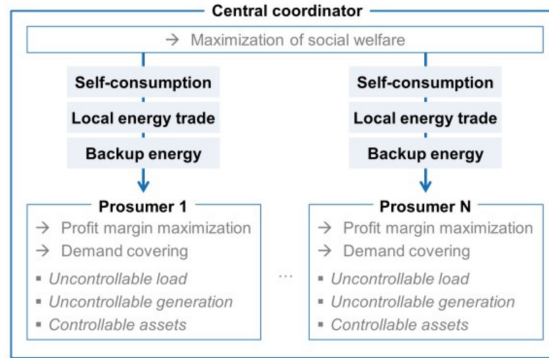 Central coordinator
→ Maximization of social welfare
Self-consumption
Local energy trade
Backup energy
Self-consumption
Local energy trade
Backup energy
Prosumer 1
→ Profit margin maximization
→ Demand covering
▪ Uncontrollable load
▪ Uncontrollable generation
▪ Controllable assets
...
Prosumer N
→ Profit margin maximization
→ Demand covering
▪ Uncontrollable load
▪ Uncontrollable generation
▪ Controllable assets